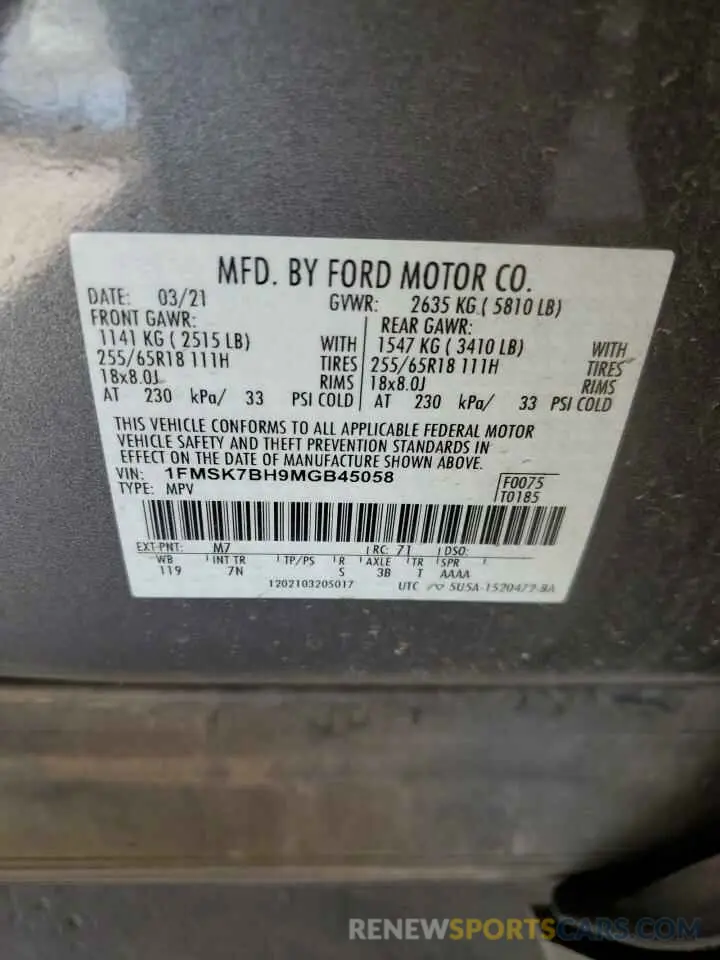 MFD. BY FORD MOTOR CO.
DATE: 03/21 GVWR: 2635 KG ( 5810 LB)
FRONT GAWR: REAR GAWR:
1141 KG ( 2515 LB) WITH 1547 KG ( 3410 LB) WITH
255/65R18 111H TIRES 255/65R18 111H TIRES
18x8.0J RIMS 18x8.0J RIMS
AT 230 kPa/ 33 PSI COLD AT 230 kPa/ 33 PSI COLD
THIS VEHICLE CONFORMS TO ALL APPLICABLE FEDERAL MOTOR
VEHICLE SAFETY AND THEFT PREVENTION STANDARDS IN
EFFECT ON THE DATE OF MANUFACTURE SHOWN ABOVE.
VIN: 1FMSK7BH9MGB45058 F0075
TYPE: MPV T0185
EXT PNT: M7 RC: 71 DSO:
WB INT TR TP/PS R AXLE TR SPR
119 7N S 3B T AAAA
1202103205017 UTC 5U5A-1520472-BA
RENEWSPORTSCARS.COM